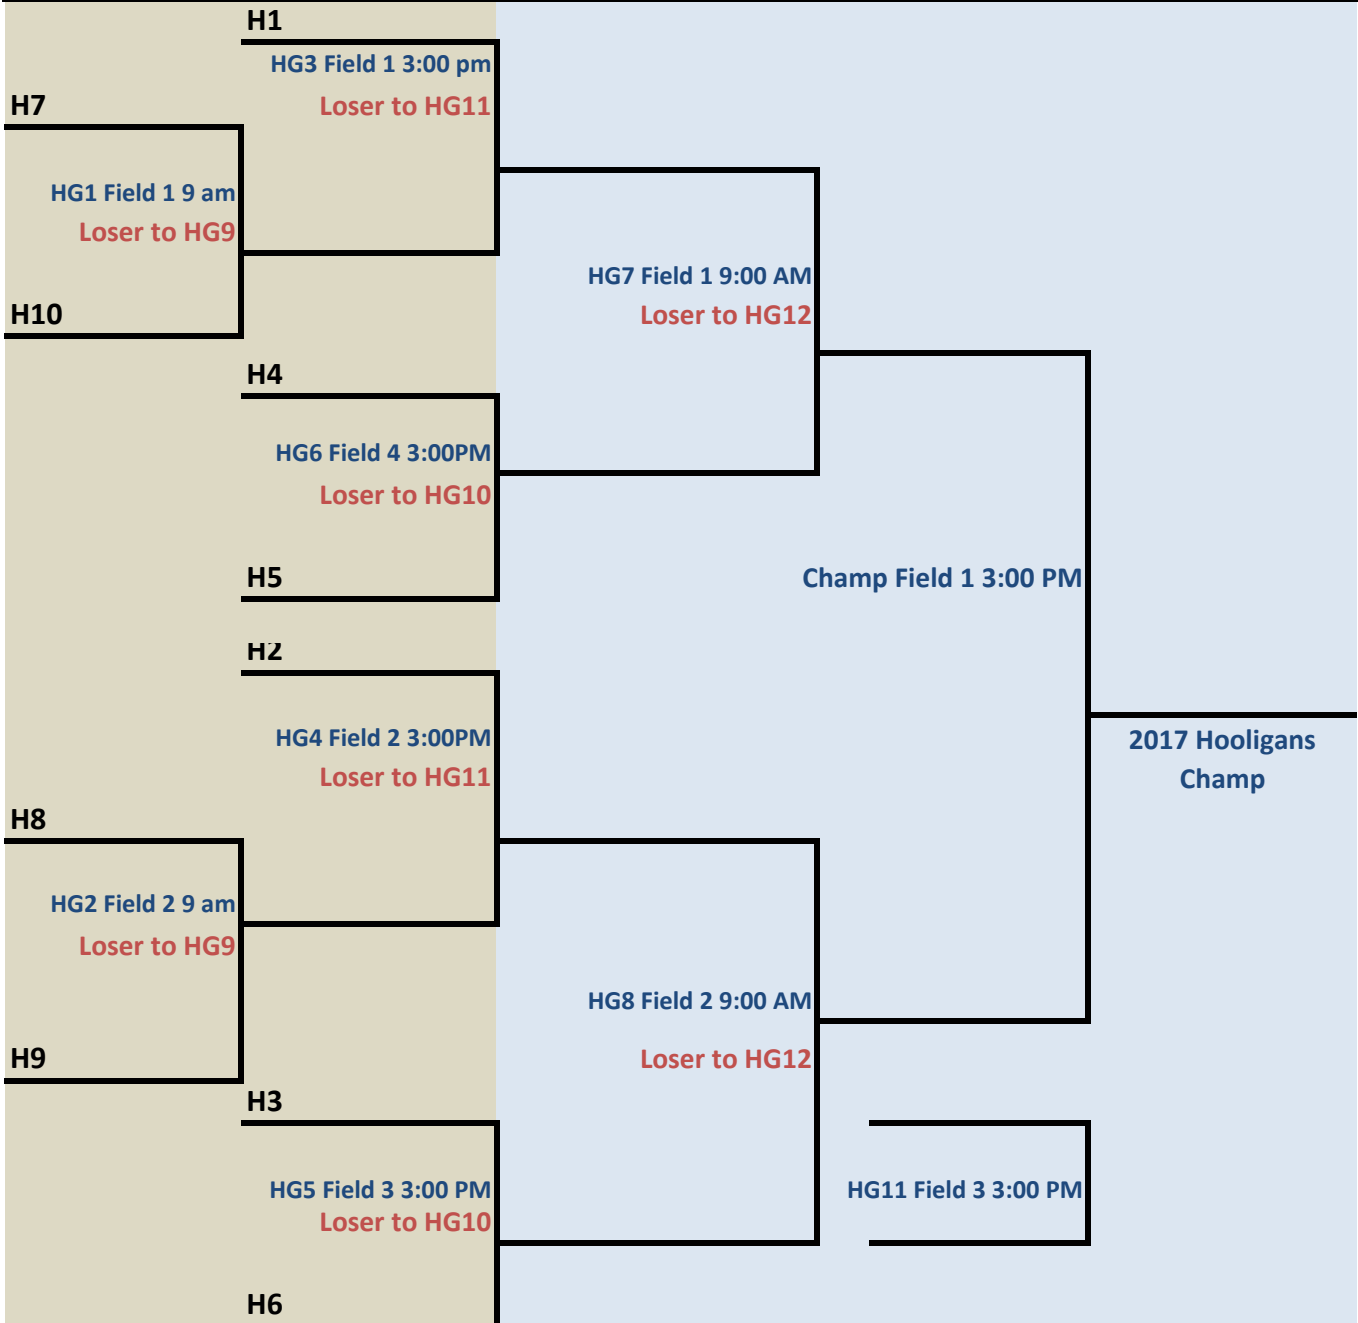 H1
HG3 Field 1 3:00 pm
H7
Loser to HG11
HG1 Field 1 9 am
Loser to HG9
HG7 Field 1 9:00 AM
H10
Loser to HG12
H4
HG6 Field 4 3:00PM
Loser to HG10
H5
Champ Field 1 3:00 PM
H2
HG4 Field 2 3:00PM
2017 Hooligans
Loser to HG11
Champ
H8
HG2 Field 2 9 am
Loser to HG9
HG8 Field 2 9:00 AM
H9
Loser to HG12
H3
HG5 Field 3 3:00 PM
HG11 Field 3 3:00 PM
Loser to HG10
H6